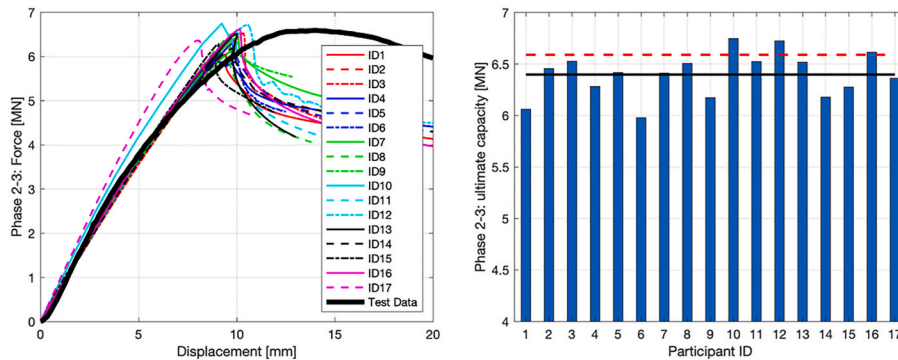 Phase 2-3: Force [MN]
7
6
5
4
3
2
1
0
0 5 10 15 20
Displacement [mm]
ID1
ID2
ID3
ID4
ID5
ID6
ID7
ID8
ID9
ID10
ID11
ID12
ID13
ID14
ID15
ID16
ID17
Test Data
Phase 2-3: ultimate capacity [MN]
7
6.5
6
5.5
5
4.5
4
1 2 3 4 5 6 7 8 9 10 11 12 13 14 15 16 17
Participant ID